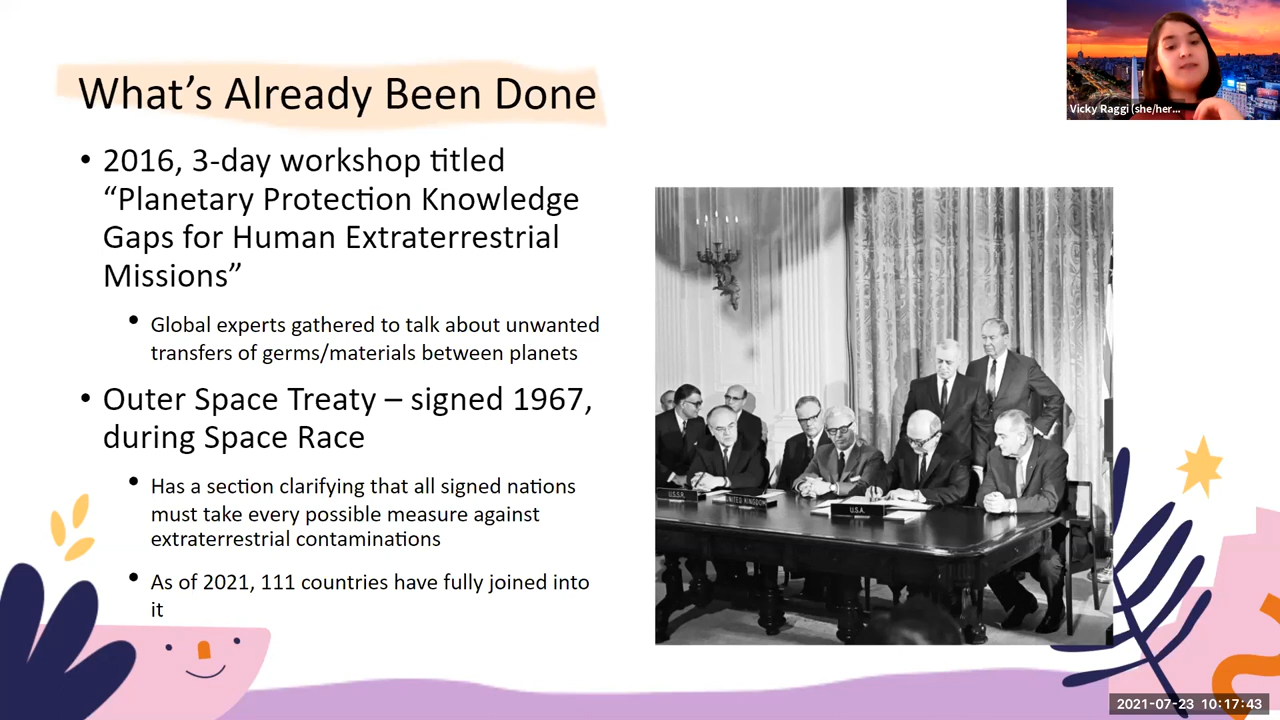 What's Already Been Done
• 2016, 3-day workshop titled
“Planetary Protection Knowledge
Gaps for Human Extraterrestrial
Missions”
• Global experts gathered to talk about unwanted
transfers of germs/materials between planets
• Outer Space Treaty – signed 1967,
during Space Race
• Has a section clarifying that all signed nations
must take every possible measure against
extraterrestrial contaminations
• As of 2021, 111 countries have fully joined into
it
Vicky Raggi (she/her...
U.S.S.R.
UNITED KINGDOM
U.S.A.
2021-07-23 10:17:43